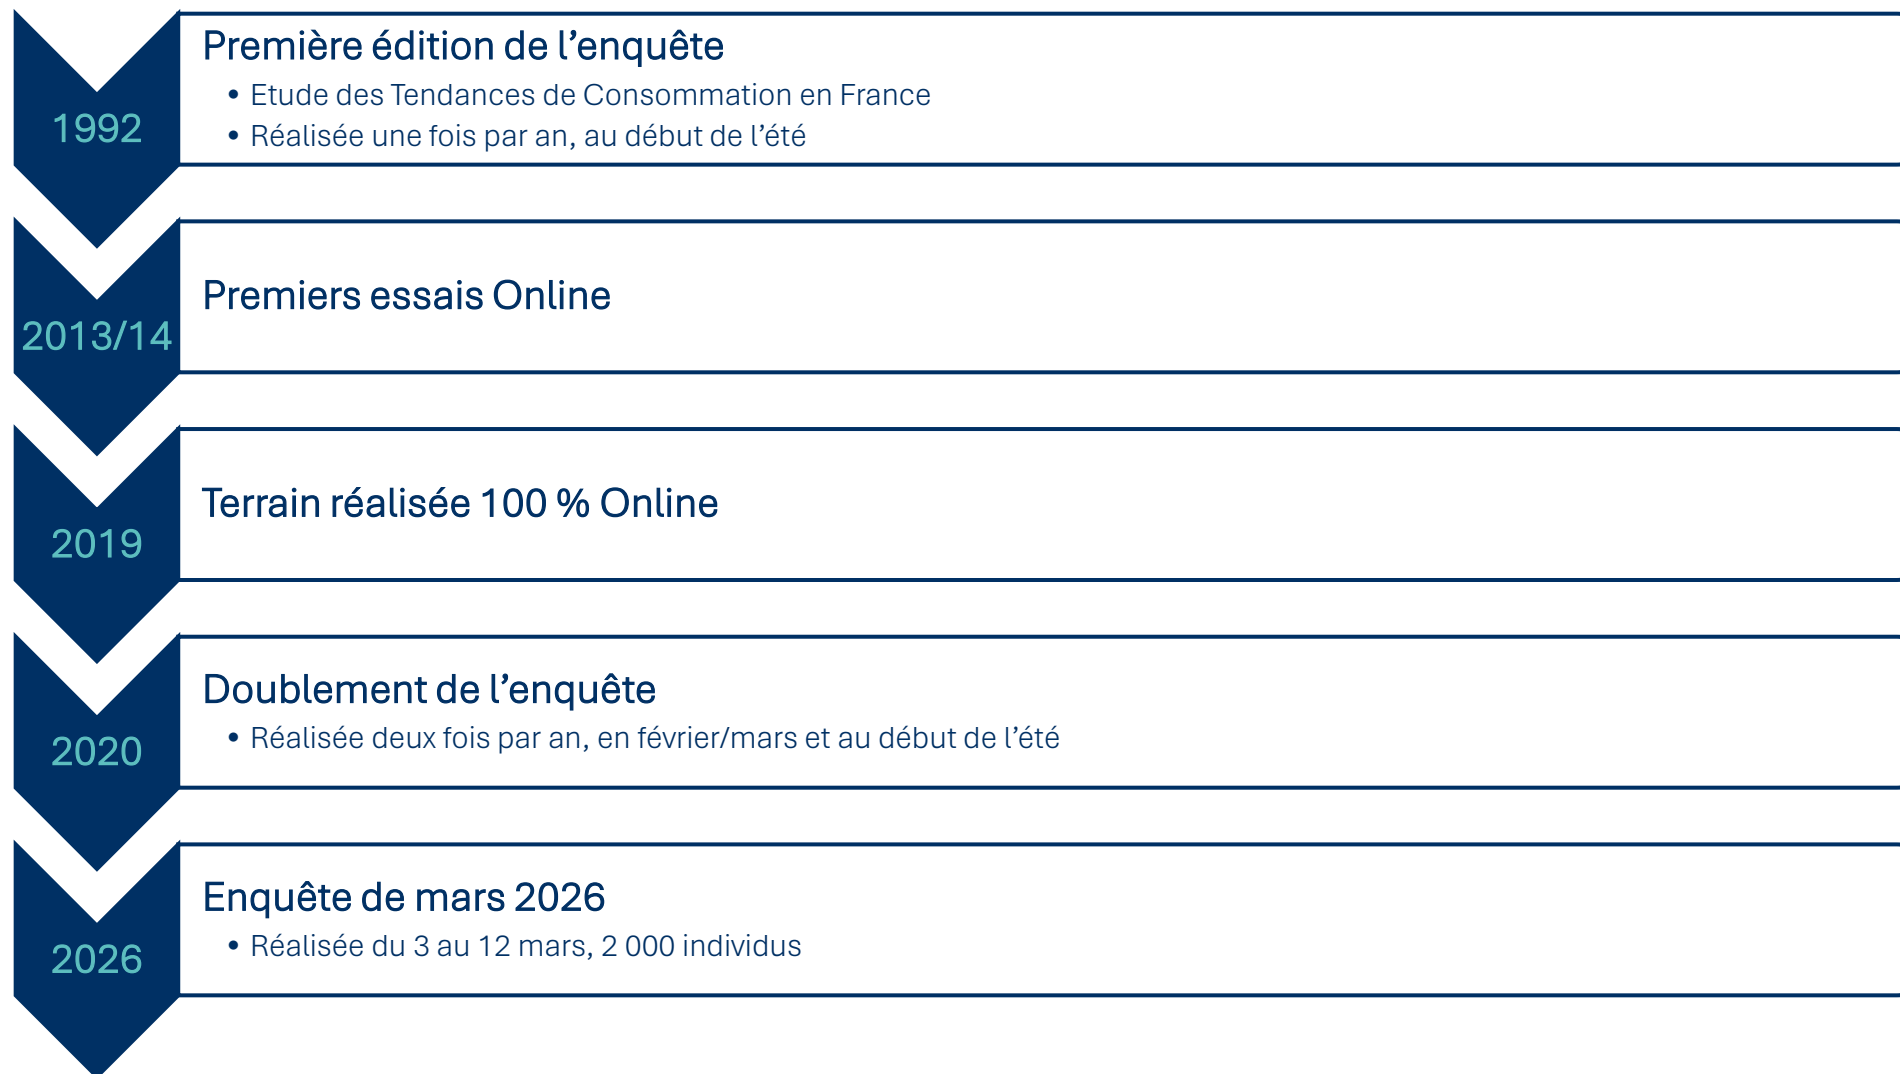 1992
Première édition de l’enquête
• Etude des Tendances de Consommation en France
• Réalisée une fois par an, au début de l’été
2013/14
Premiers essais Online
2019
Terrain réalisée 100 % Online
2020
Doublement de l’enquête
• Réalisée deux fois par an, en février/mars et au début de l’été
2026
Enquête de mars 2026
• Réalisée du 3 au 12 mars, 2 000 individus